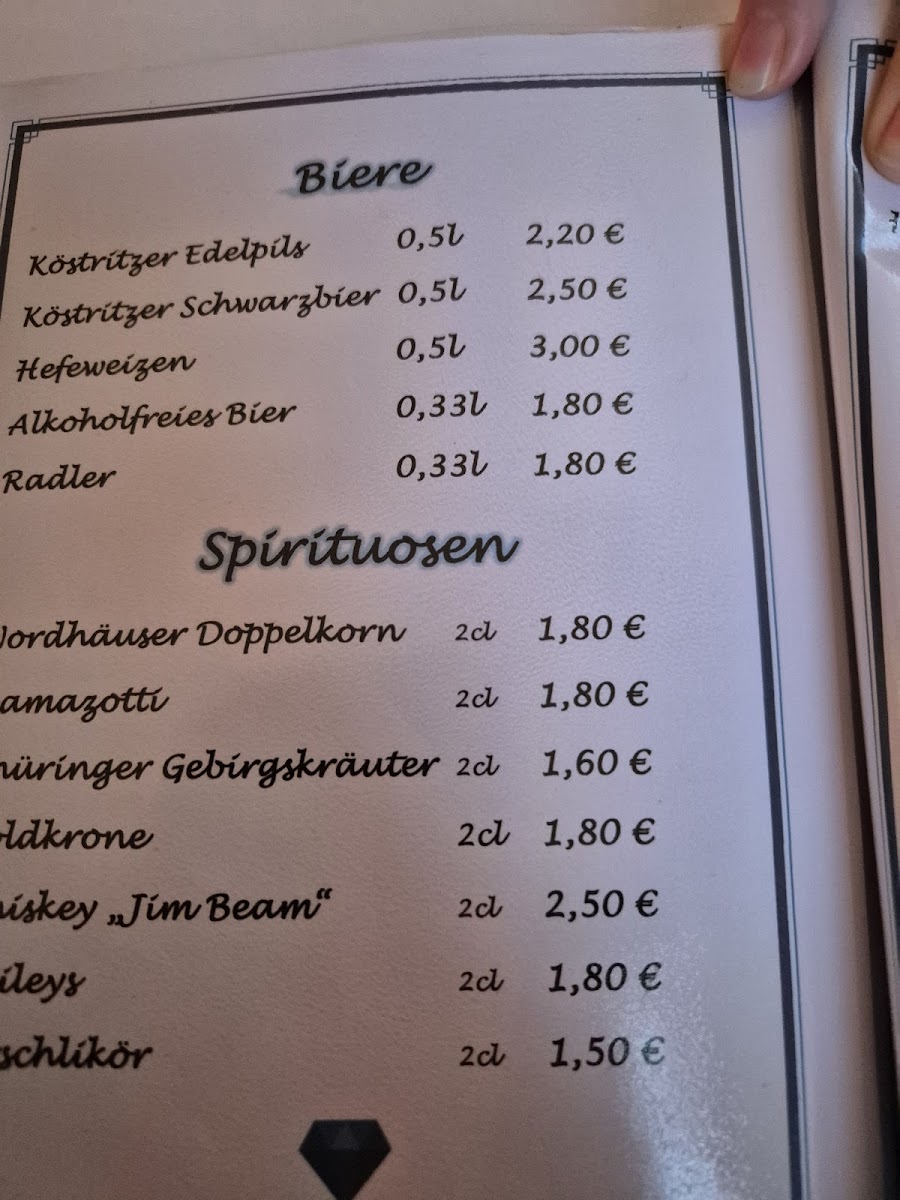 Biere
Köstritzer Edelpils 0,5l 2,20 €
Köstritzer Schwarzbier 0,5l 2,50 €
Hefeweizen 0,5l 3,00 €
Alkoholfreies Bier 0,33l 1,80 €
Radler 0,33l 1,80 €
Spirituosen
Nordhäuser Doppelkorn 2cl 1,80 €
amazotti 2cl 1,80 €
hüringer Gebirgskräuter 2cl 1,60 €
oldkrone 2cl 1,80 €
hiskey „Jim Beam“ 2cl 2,50 €
ileys 2cl 1,80 €
schlikör 2cl 1,50 €